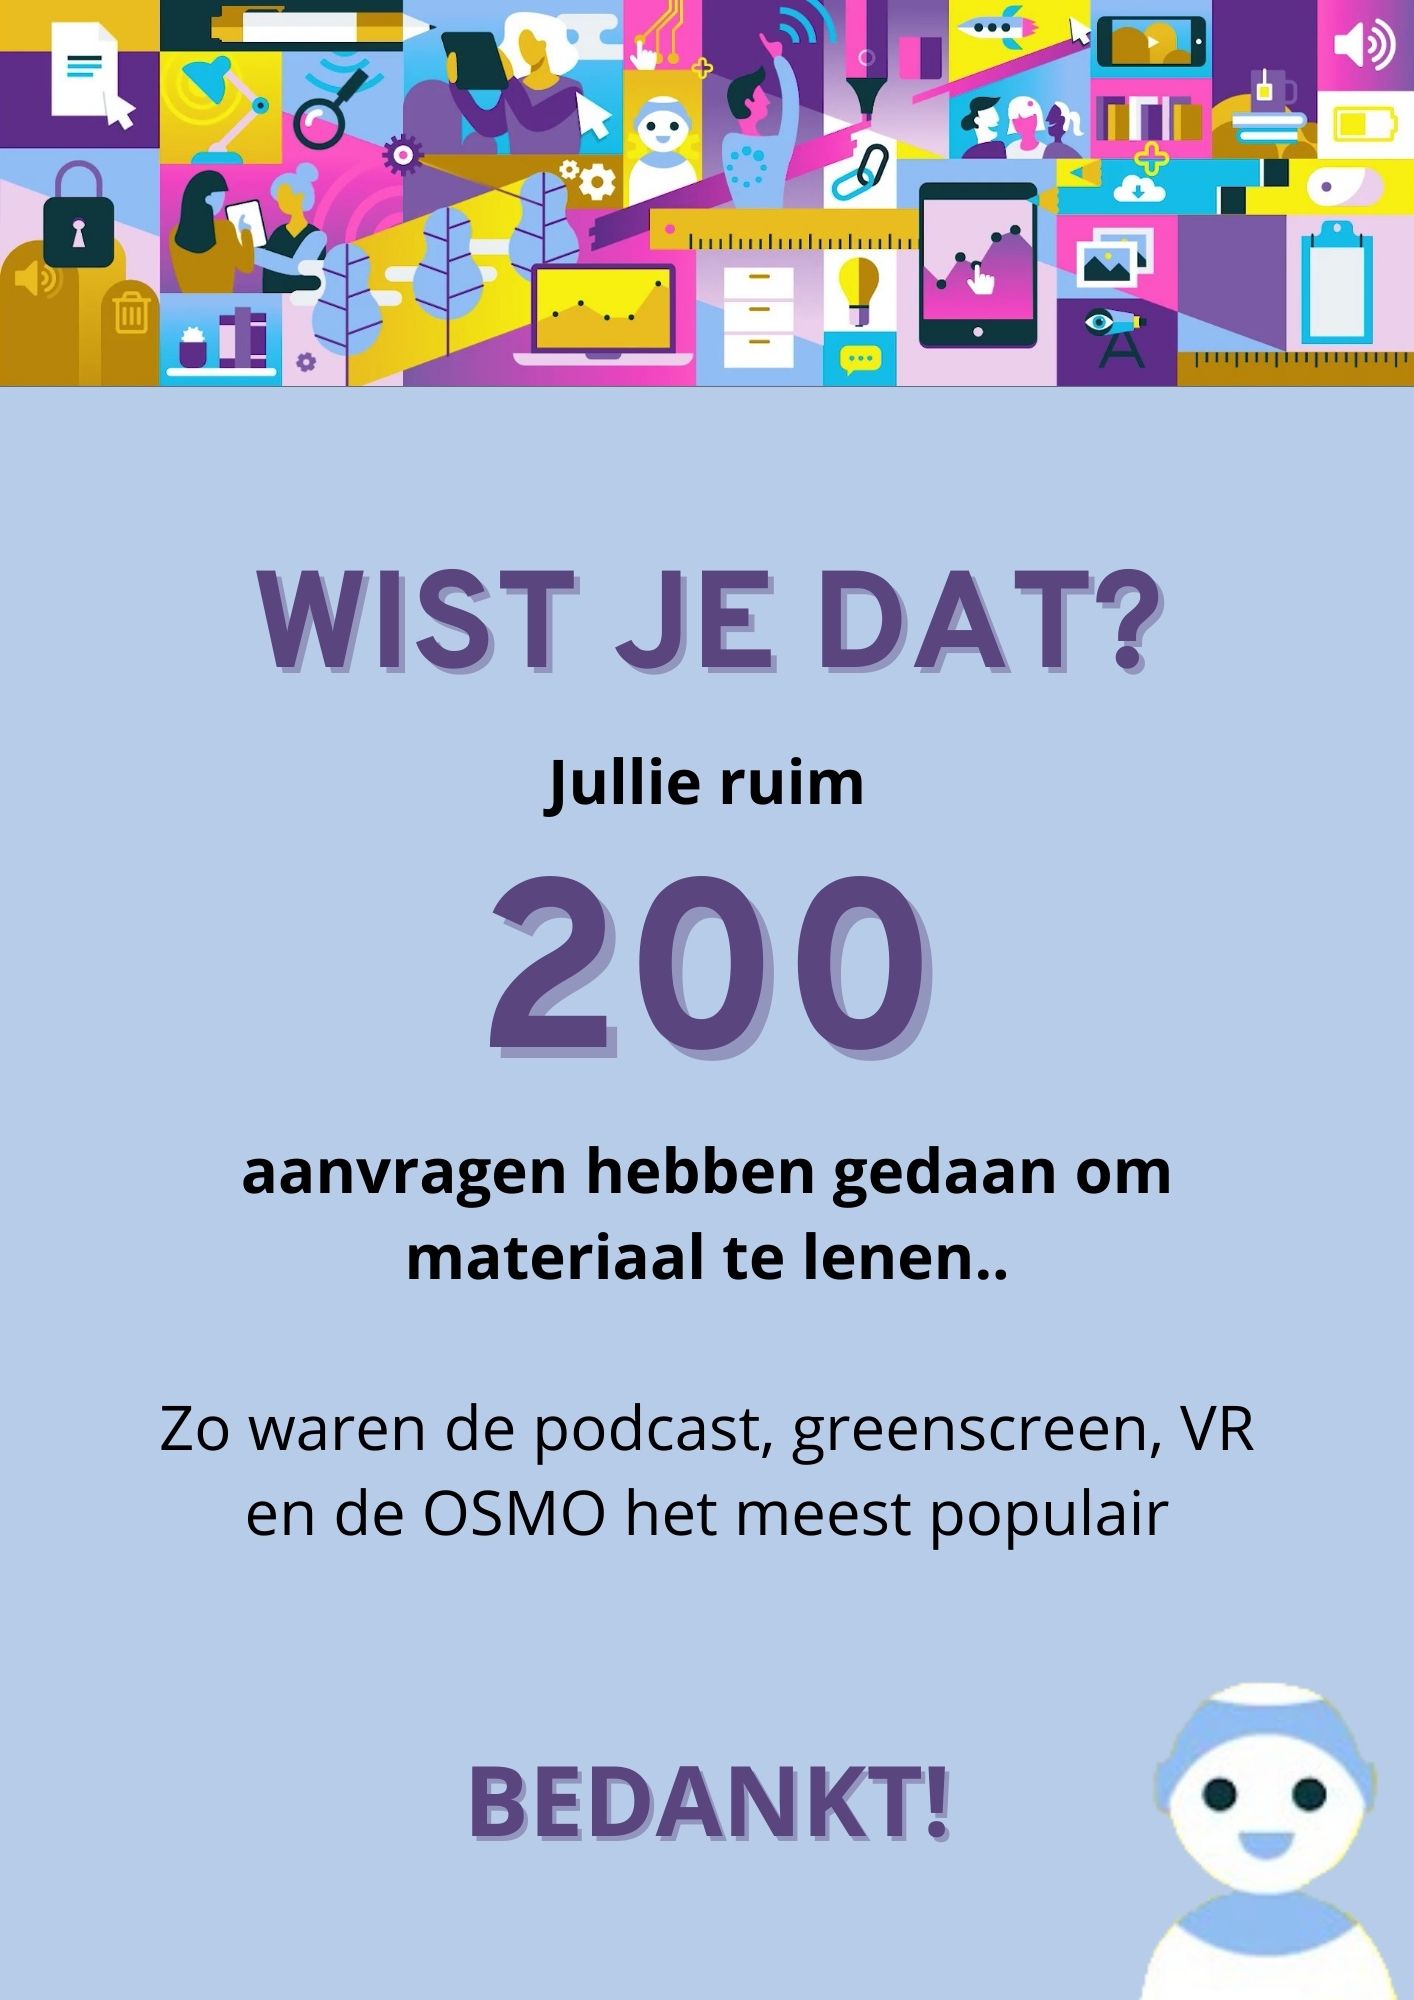 WIST JE DAT?
Jullie ruim
200
aanvragen hebben gedaan om
materiaal te lenen..
Zo waren de podcast, greenscreen, VR
en de OSMO het meest populair
BEDANKT!